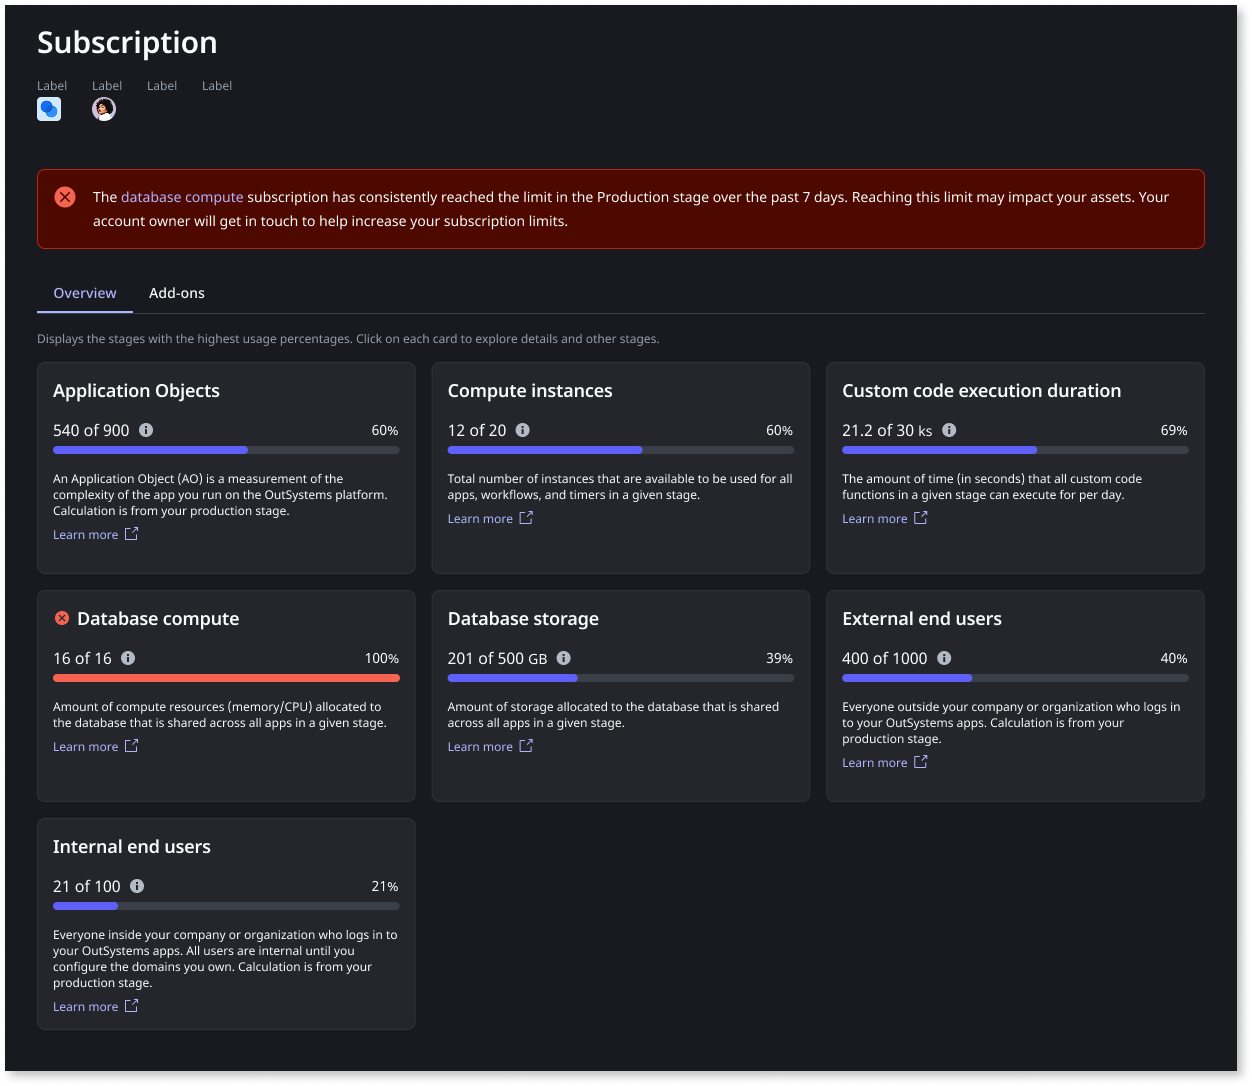 Subscription
Label Label Label Label
The database compute subscription has consistently reached the limit in the Production stage over the past 7 days. Reaching this limit may impact your assets. Your
account owner will get in touch to help increase your subscription limits.
Overview Add-ons
Displays the stages with the highest usage percentages. Click on each card to explore details and other stages.
Application Objects
540 of 900 60%
An Application Object (AO) is a measurement of the
complexity of the app you run on the OutSystems platform.
Calculation is from your production stage.
Learn more
Compute instances
12 of 20 60%
Total number of instances that are available to be used for all
apps, workflows, and timers in a given stage.
Learn more
Custom code execution duration
21.2 of 30 ks 69%
The amount of time (in seconds) that all custom code
functions in a given stage can execute for per day.
Learn more
Database compute
16 of 16 100%
Amount of compute resources (memory/CPU) allocated to
the database that is shared across all apps in a given stage.
Learn more
Database storage
201 of 500 GB 39%
Amount of storage allocated to the database that is shared
across all apps in a given stage.
Learn more
External end users
400 of 1000 40%
Everyone outside your company or organization who logs in
to your OutSystems apps. Calculation is from your
production stage.
Learn more
Internal end users
21 of 100 21%
Everyone inside your company or organization who logs in to
your OutSystems apps. All users are internal until you
configure the domains you own. Calculation is from your
production stage.
Learn more